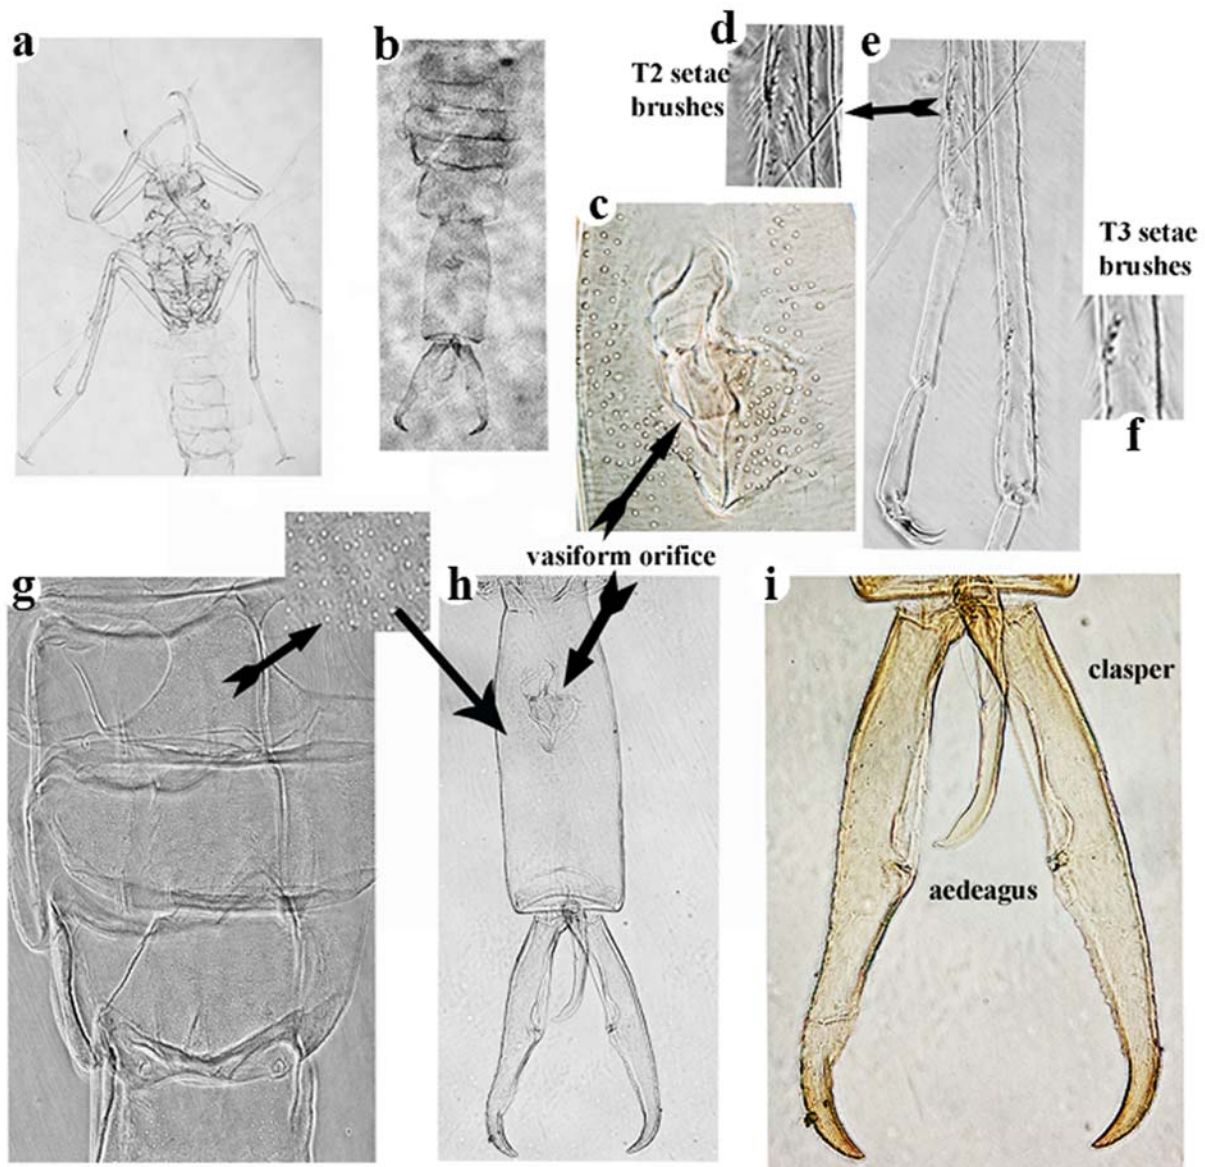 a
b
d
T2 setae
brushes
e
c
T3 setae
brushes
f
vasiform orifice
g
h
i
clasper
aedeagus